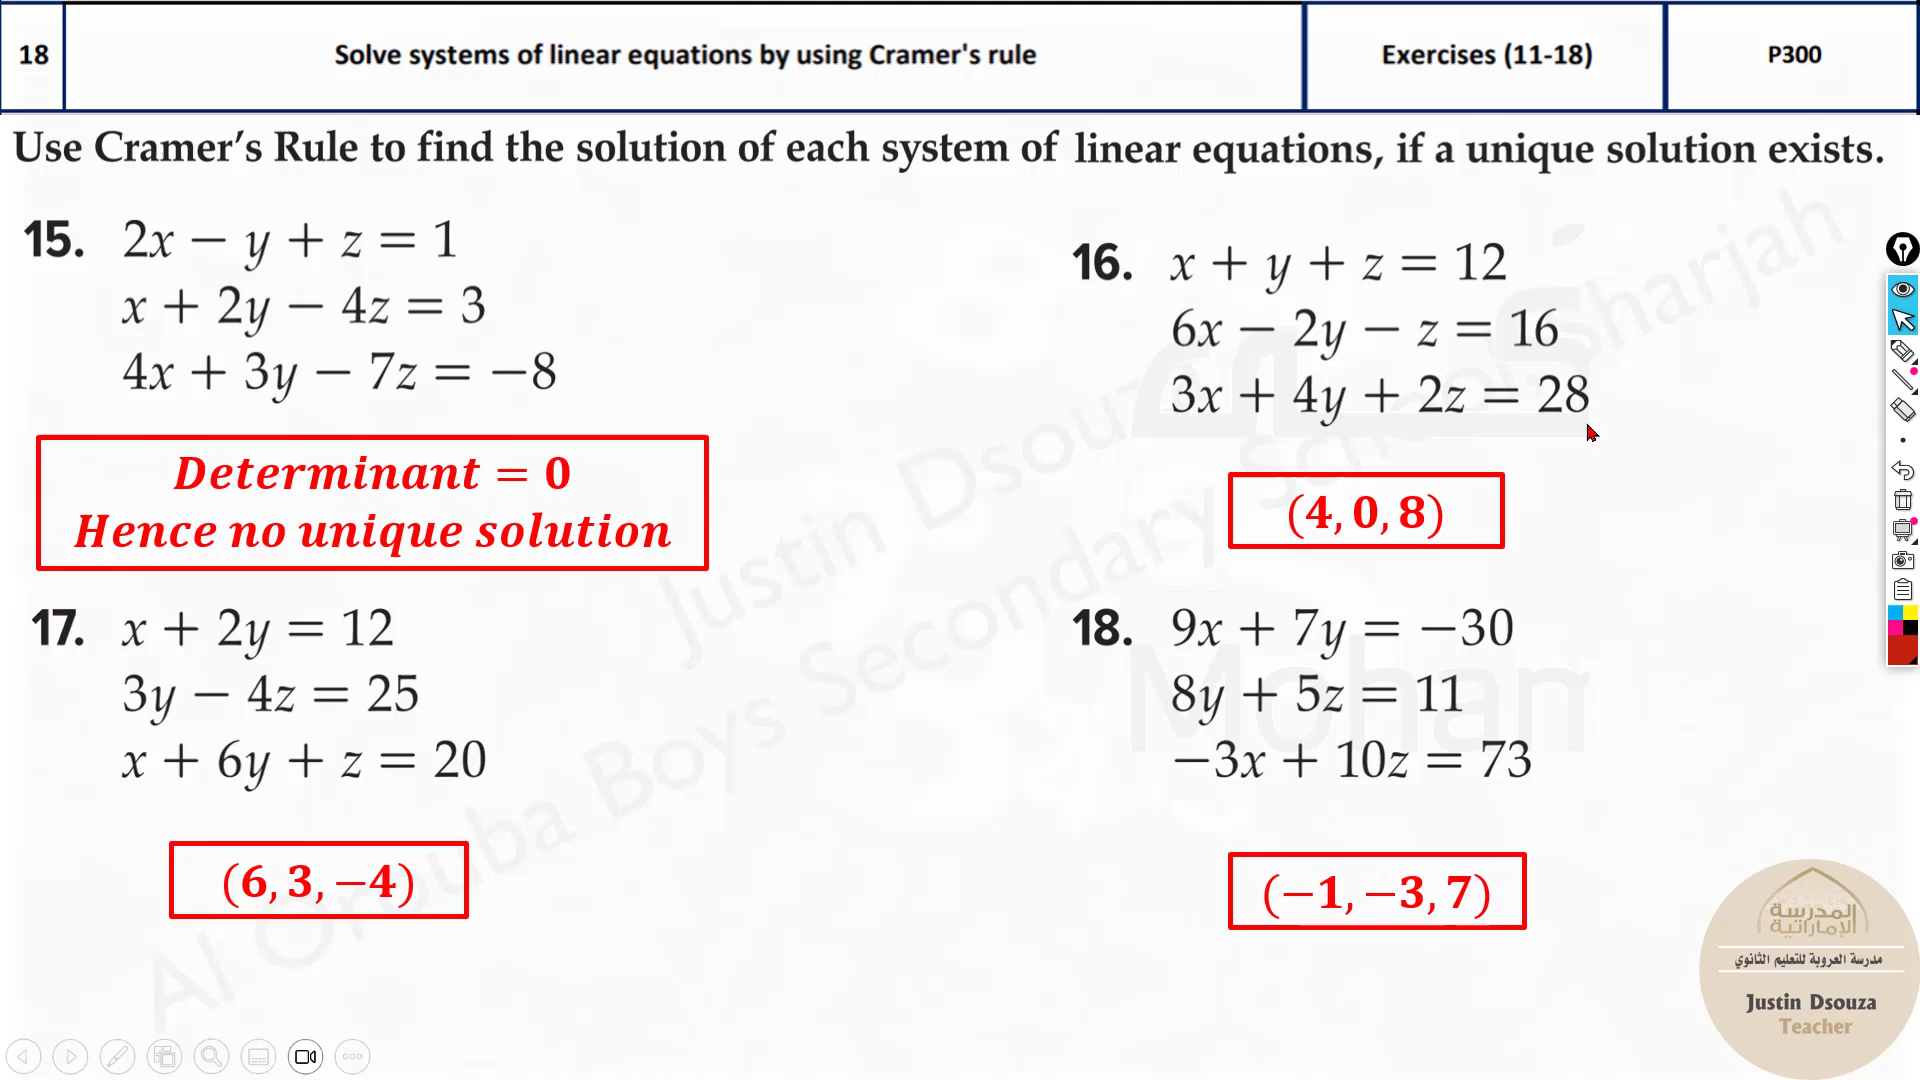 18 Solve systems of linear equations by using Cramer's rule Exercises (11-18) P300
Use Cramer's Rule to find the solution of each system of linear equations, if a unique solution exists.
15. 2x − y + z = 1
x + 2y − 4z = 3
4x + 3y − 7z = −8
Determinant = 0
Hence no unique solution
16. x + y + z = 12
6x − 2y − z = 16
3x + 4y + 2z = 28
(4, 0, 8)
17. x + 2y = 12
3y − 4z = 25
x + 6y + z = 20
(6, 3, −4)
18. 9x + 7y = −30
8y + 5z = 11
−3x + 10z = 73
(−1, −3, 7)
Justin Dsouza
Al Orouba Boys Secondary School Sharjah
Moham
المدرسة
الإماراتية
مدرسة العروبة للتعليم الثانوي
Justin Dsouza
Teacher